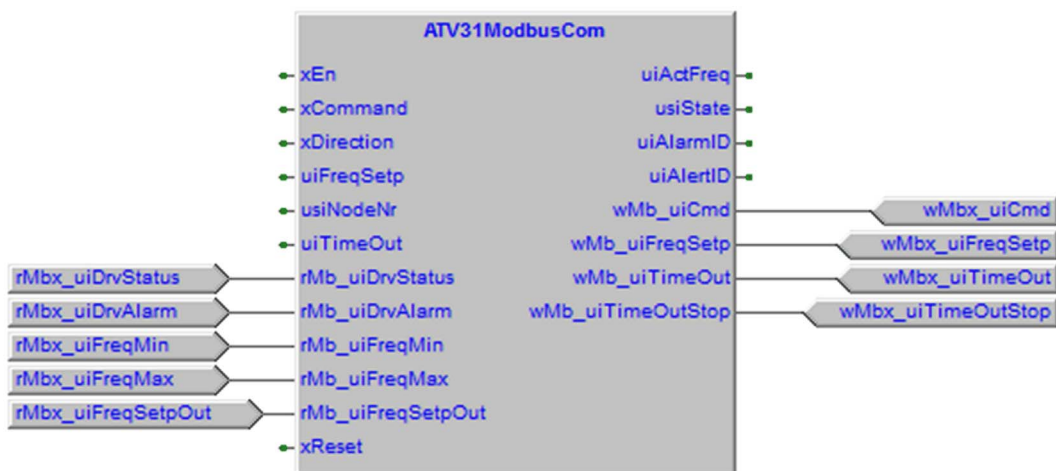 ATV31ModbusCom
xEn uiActFreq
xCommand usiState
xDirection uiAlarmID
uiFreqSetp uiAlertID
usiNodeNr wMb_uiCmd wMbx_uiCmd
uiTimeOut wMb_uiFreqSetp wMbx_uiFreqSetp
rMbx_uiDrvStatus rMb_uiDrvStatus wMb_uiTimeOut wMbx_uiTimeOut
rMbx_uiDrvAlarm rMb_uiDrvAlarm wMb_uiTimeOutStop wMbx_uiTimeOutStop
rMbx_uiFreqMin rMb_uiFreqMin
rMbx_uiFreqMax rMb_uiFreqMax
rMbx_uiFreqSetpOut rMb_uiFreqSetpOut
xReset